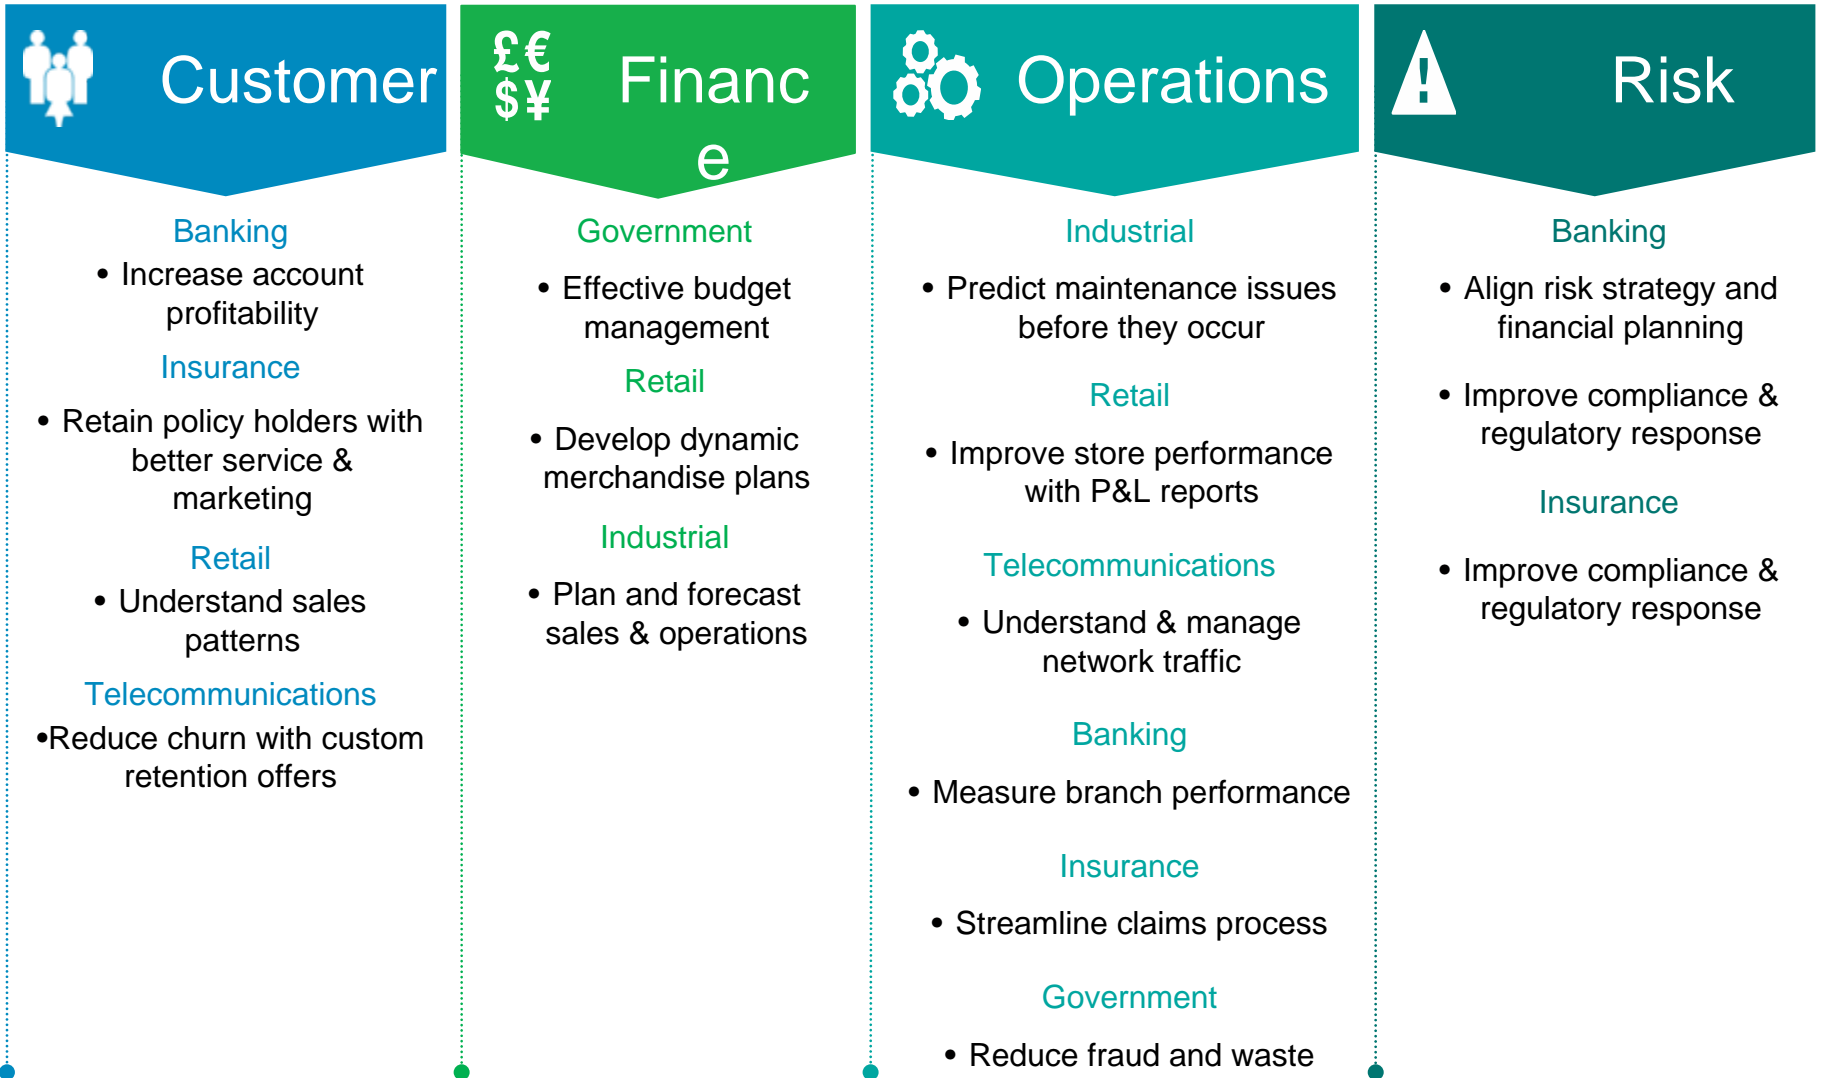 Customer
Banking
• Increase account
profitability
Insurance
• Retain policy holders with
better service &
marketing
Retail
• Understand sales
patterns
Telecommunications
•Reduce churn with custom
retention offers
£€
$¥
Financ
e
Government
• Effective budget
management
Retail
• Develop dynamic
merchandise plans
Industrial
• Plan and forecast
sales & operations
Operations
Industrial
• Predict maintenance issues
before they occur
Retail
• Improve store performance
with P&L reports
Telecommunications
• Understand & manage
network traffic
Banking
• Measure branch performance
Insurance
• Streamline claims process
Government
• Reduce fraud and waste
!
Risk
Banking
• Align risk strategy and
financial planning
• Improve compliance &
regulatory response
Insurance
• Improve compliance &
regulatory response